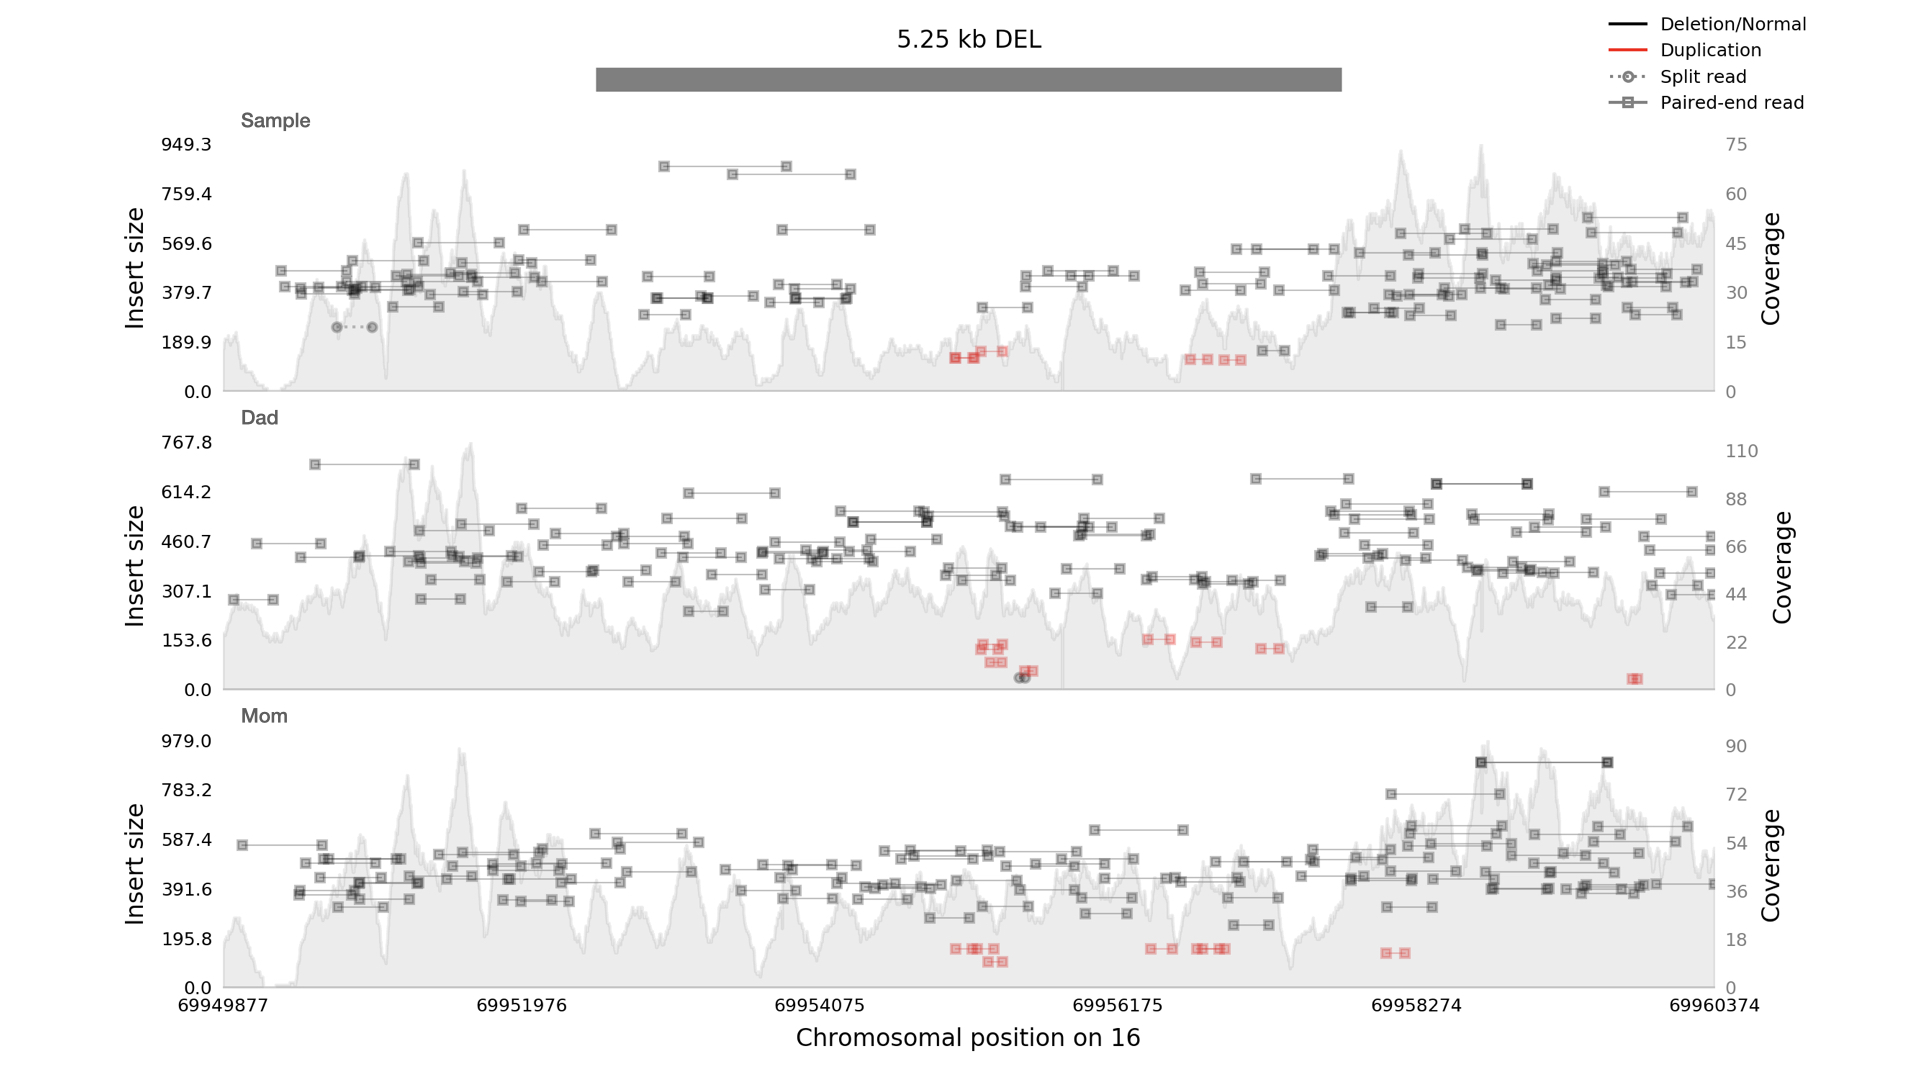 5.25 kb DEL
Deletion/Normal
Duplication
Split read
Paired-end read
Sample
949.3
759.4
569.6
379.7
189.9
0.0
Insert size
75
60
45
30
15
0
Coverage
Dad
767.8
614.2
460.7
307.1
153.6
0.0
Insert size
110
88
66
44
22
0
Coverage
Mom
979.0
783.2
587.4
391.6
195.8
0.0
Insert size
90
72
54
36
18
0
Coverage
69949877 69951976 69954075 69956175 69958274 69960374
Chromosomal position on 16